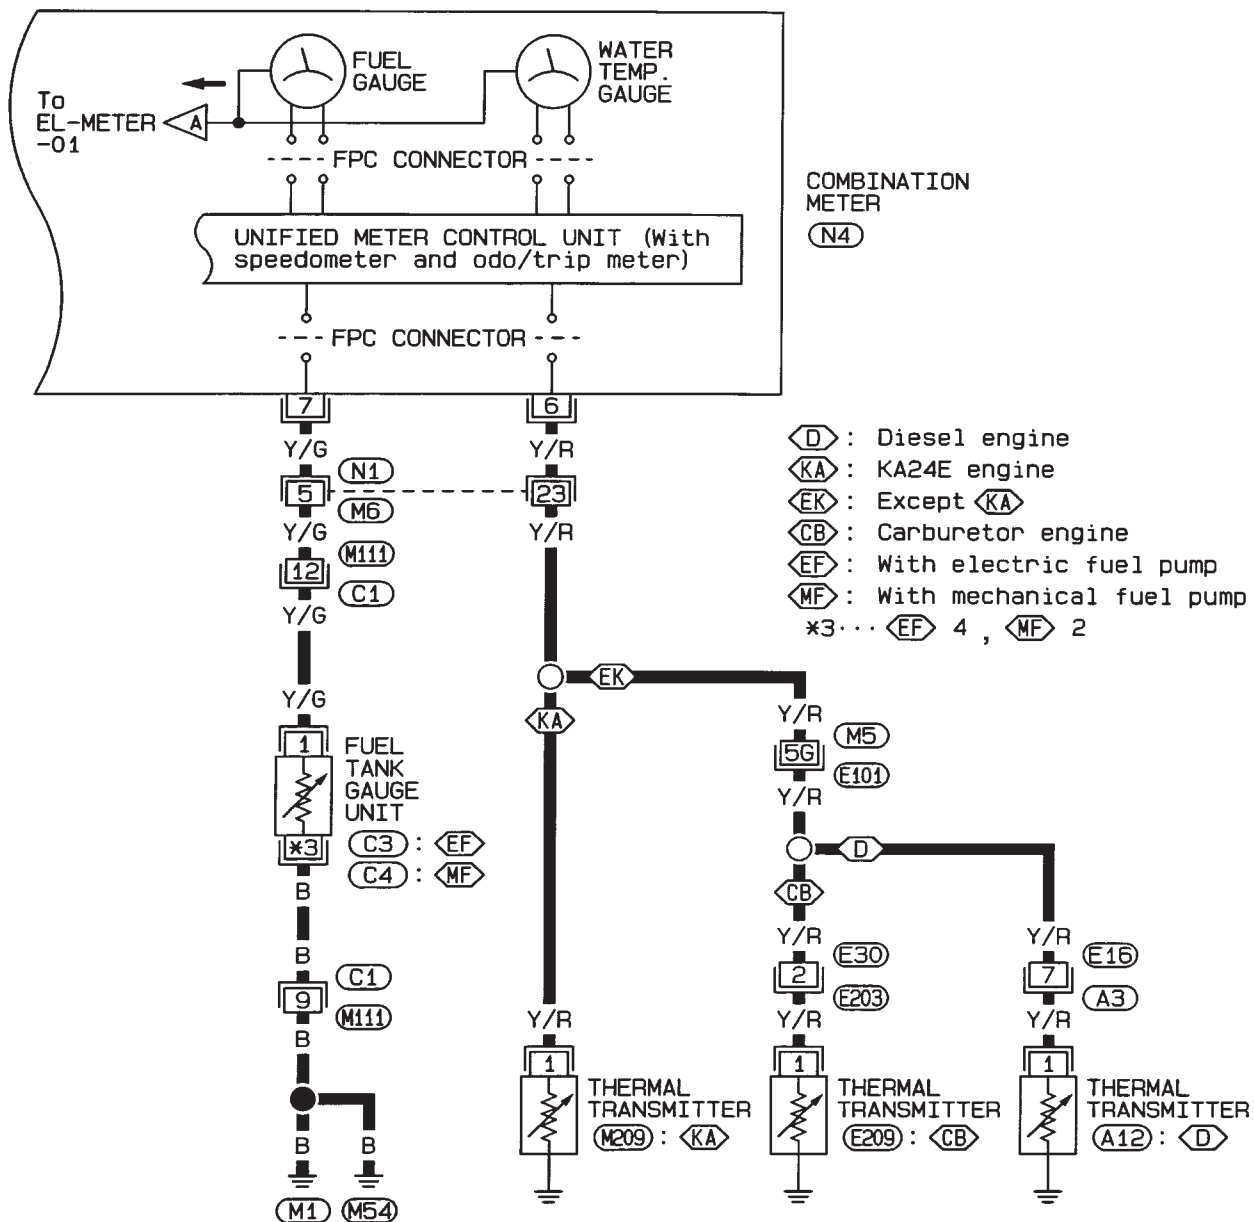 FUEL
GAUGE
WATER
TEMP.
GAUGE
To
EL-METER
-01
A
FPC CONNECTOR
COMBINATION
METER
N4
UNIFIED METER CONTROL UNIT (With
speedometer and odo/trip meter)
FPC CONNECTOR
7
6
Y/G
Y/R
N1
5
23
M6
Y/G
Y/R
M111
12
C1
Y/G
D : Diesel engine
KA : KA24E engine
EK : Except KA
CB : Carburetor engine
EF : With electric fuel pump
MF : With mechanical fuel pump
*3··· EF 4 , MF 2
EK
KA
Y/G
Y/R
1
FUEL
TANK
GAUGE
UNIT
M5
5G
E101
Y/R
*3
C3 : EF
C4 : MF
D
CB
B
B
Y/R
Y/R
C1
9
M111
E30
2
E203
E16
7
A3
B
Y/R
Y/R
Y/R
1
1
1
THERMAL
TRANSMITTER
M209 : KA
THERMAL
TRANSMITTER
E209 : CB
THERMAL
TRANSMITTER
A12 : D
B
B
M1
M54